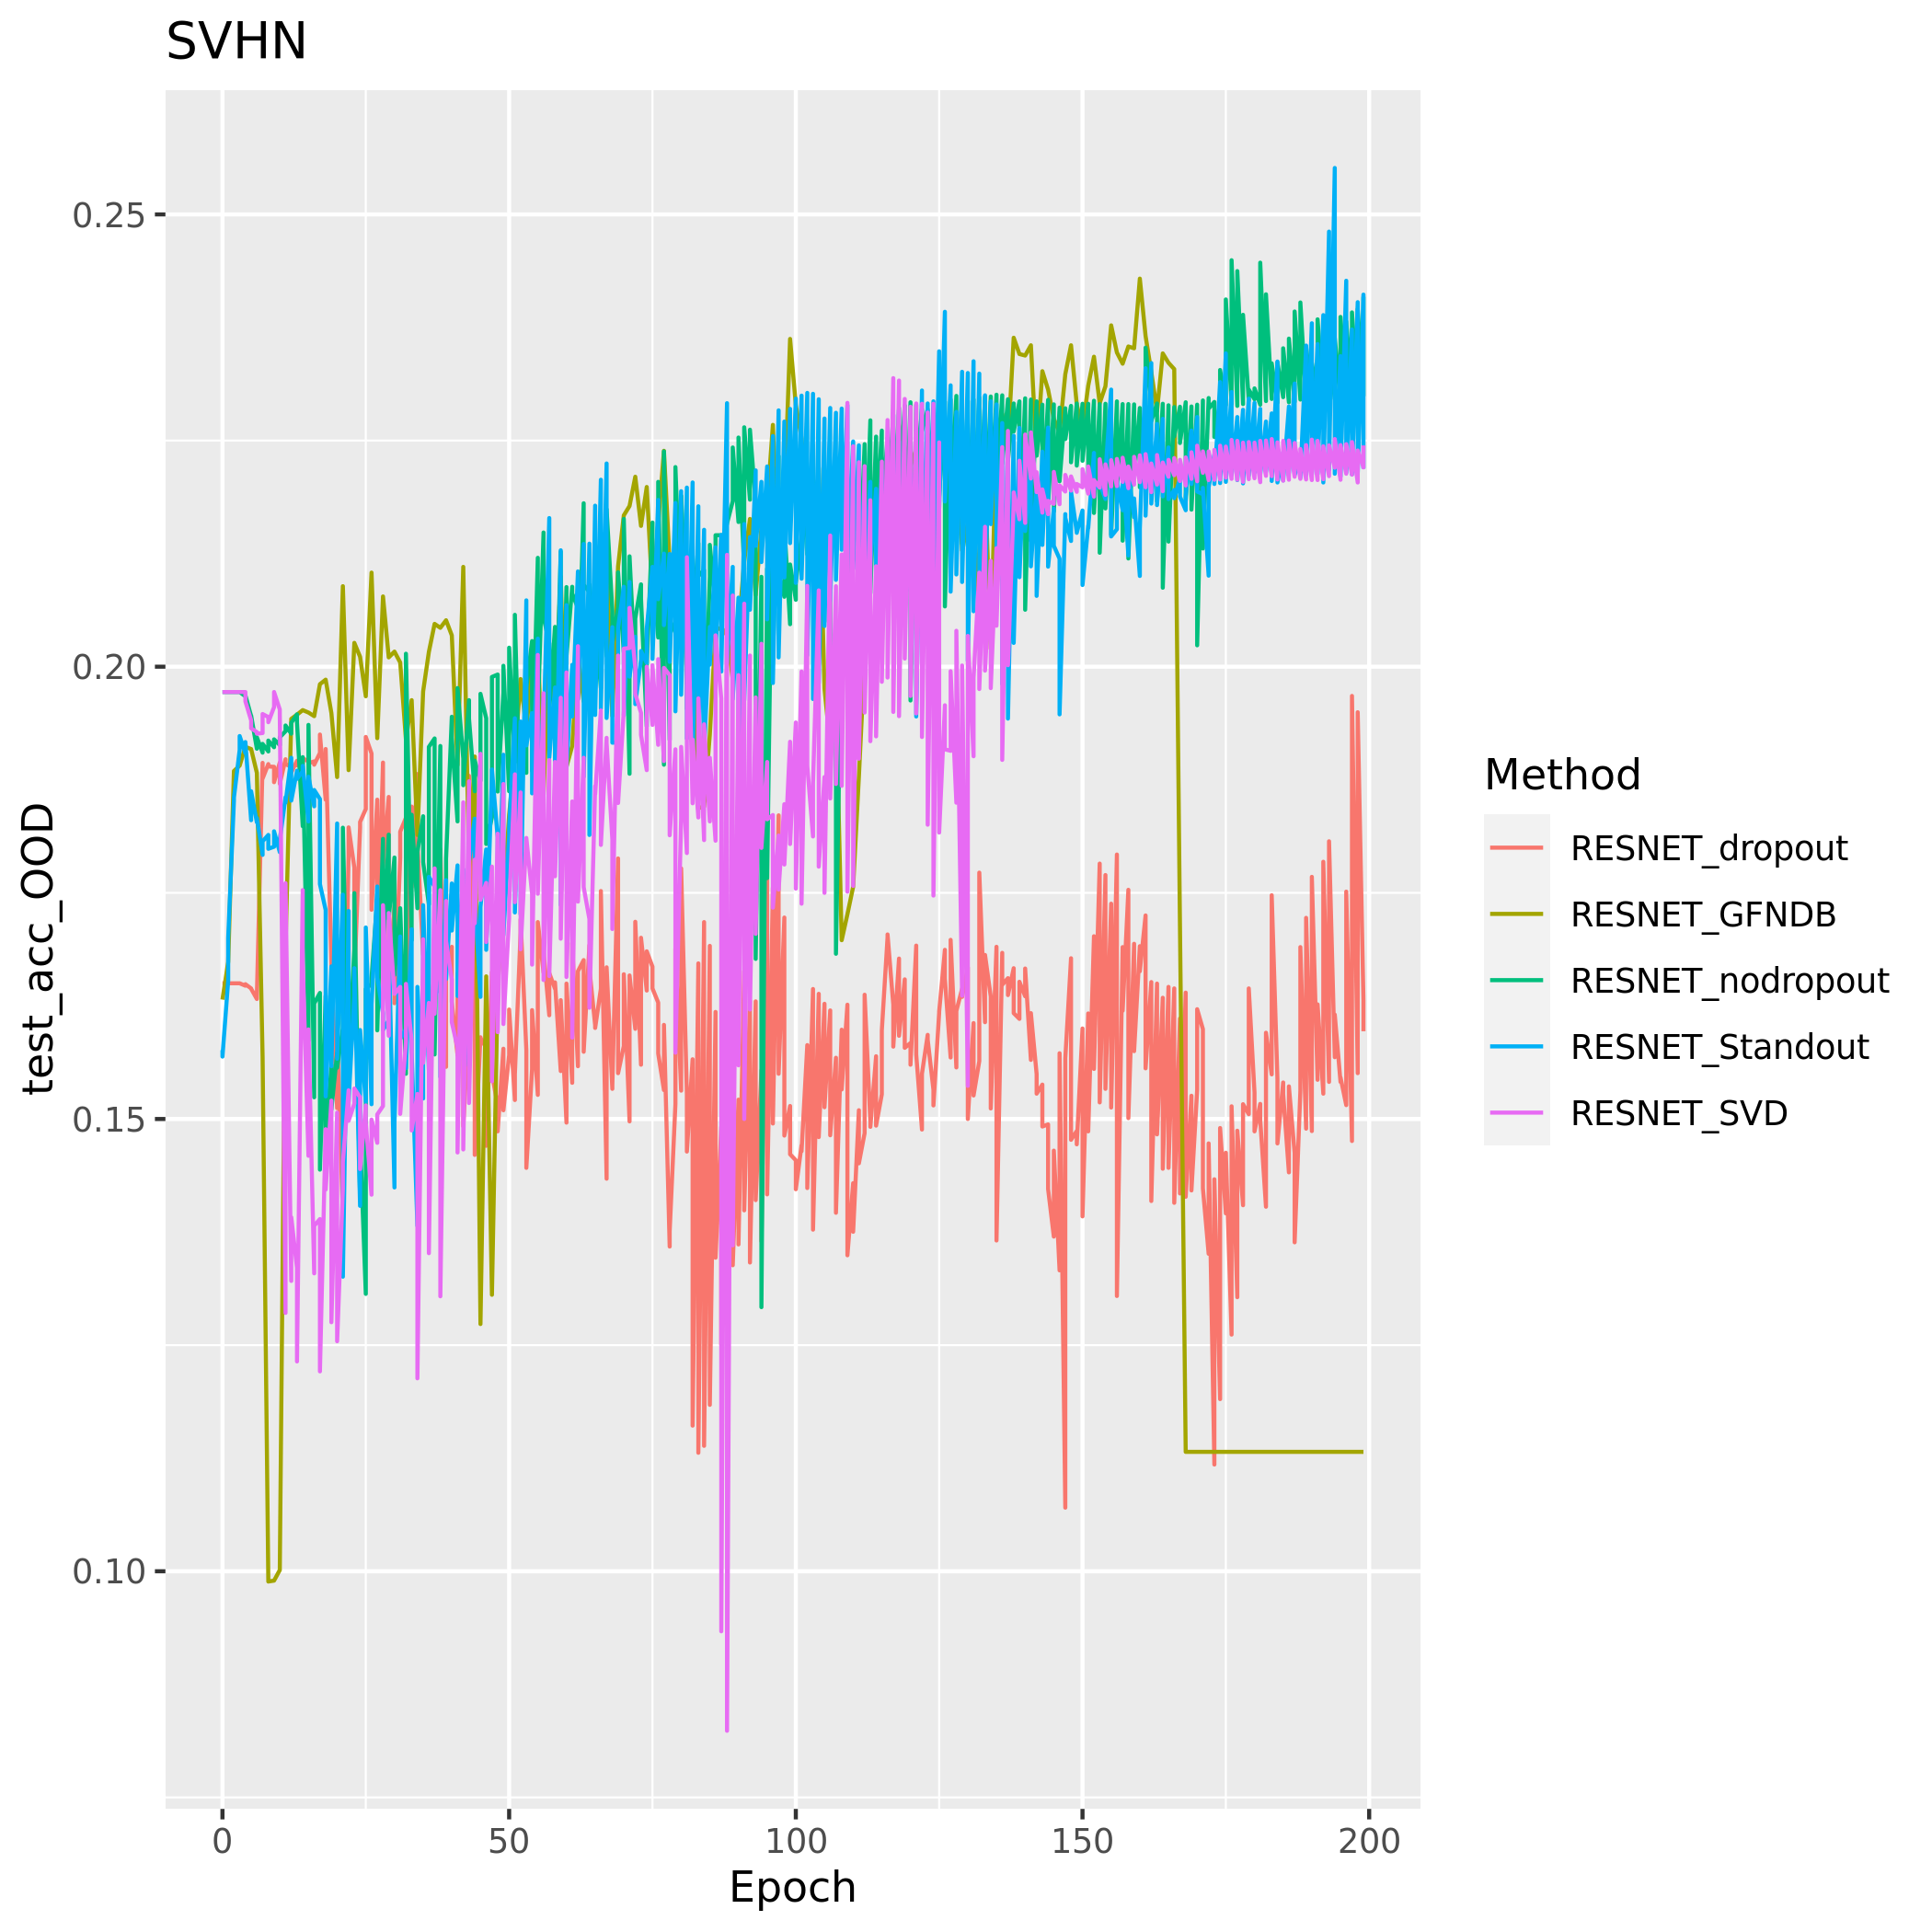 SVHN
test_acc_OOD
0.25
0.20
0.15
0.10
0
50
100
150
200
Epoch
Method
RESNET_dropout
RESNET_GFNDB
RESNET_nodropout
RESNET_Standout
RESNET_SVD